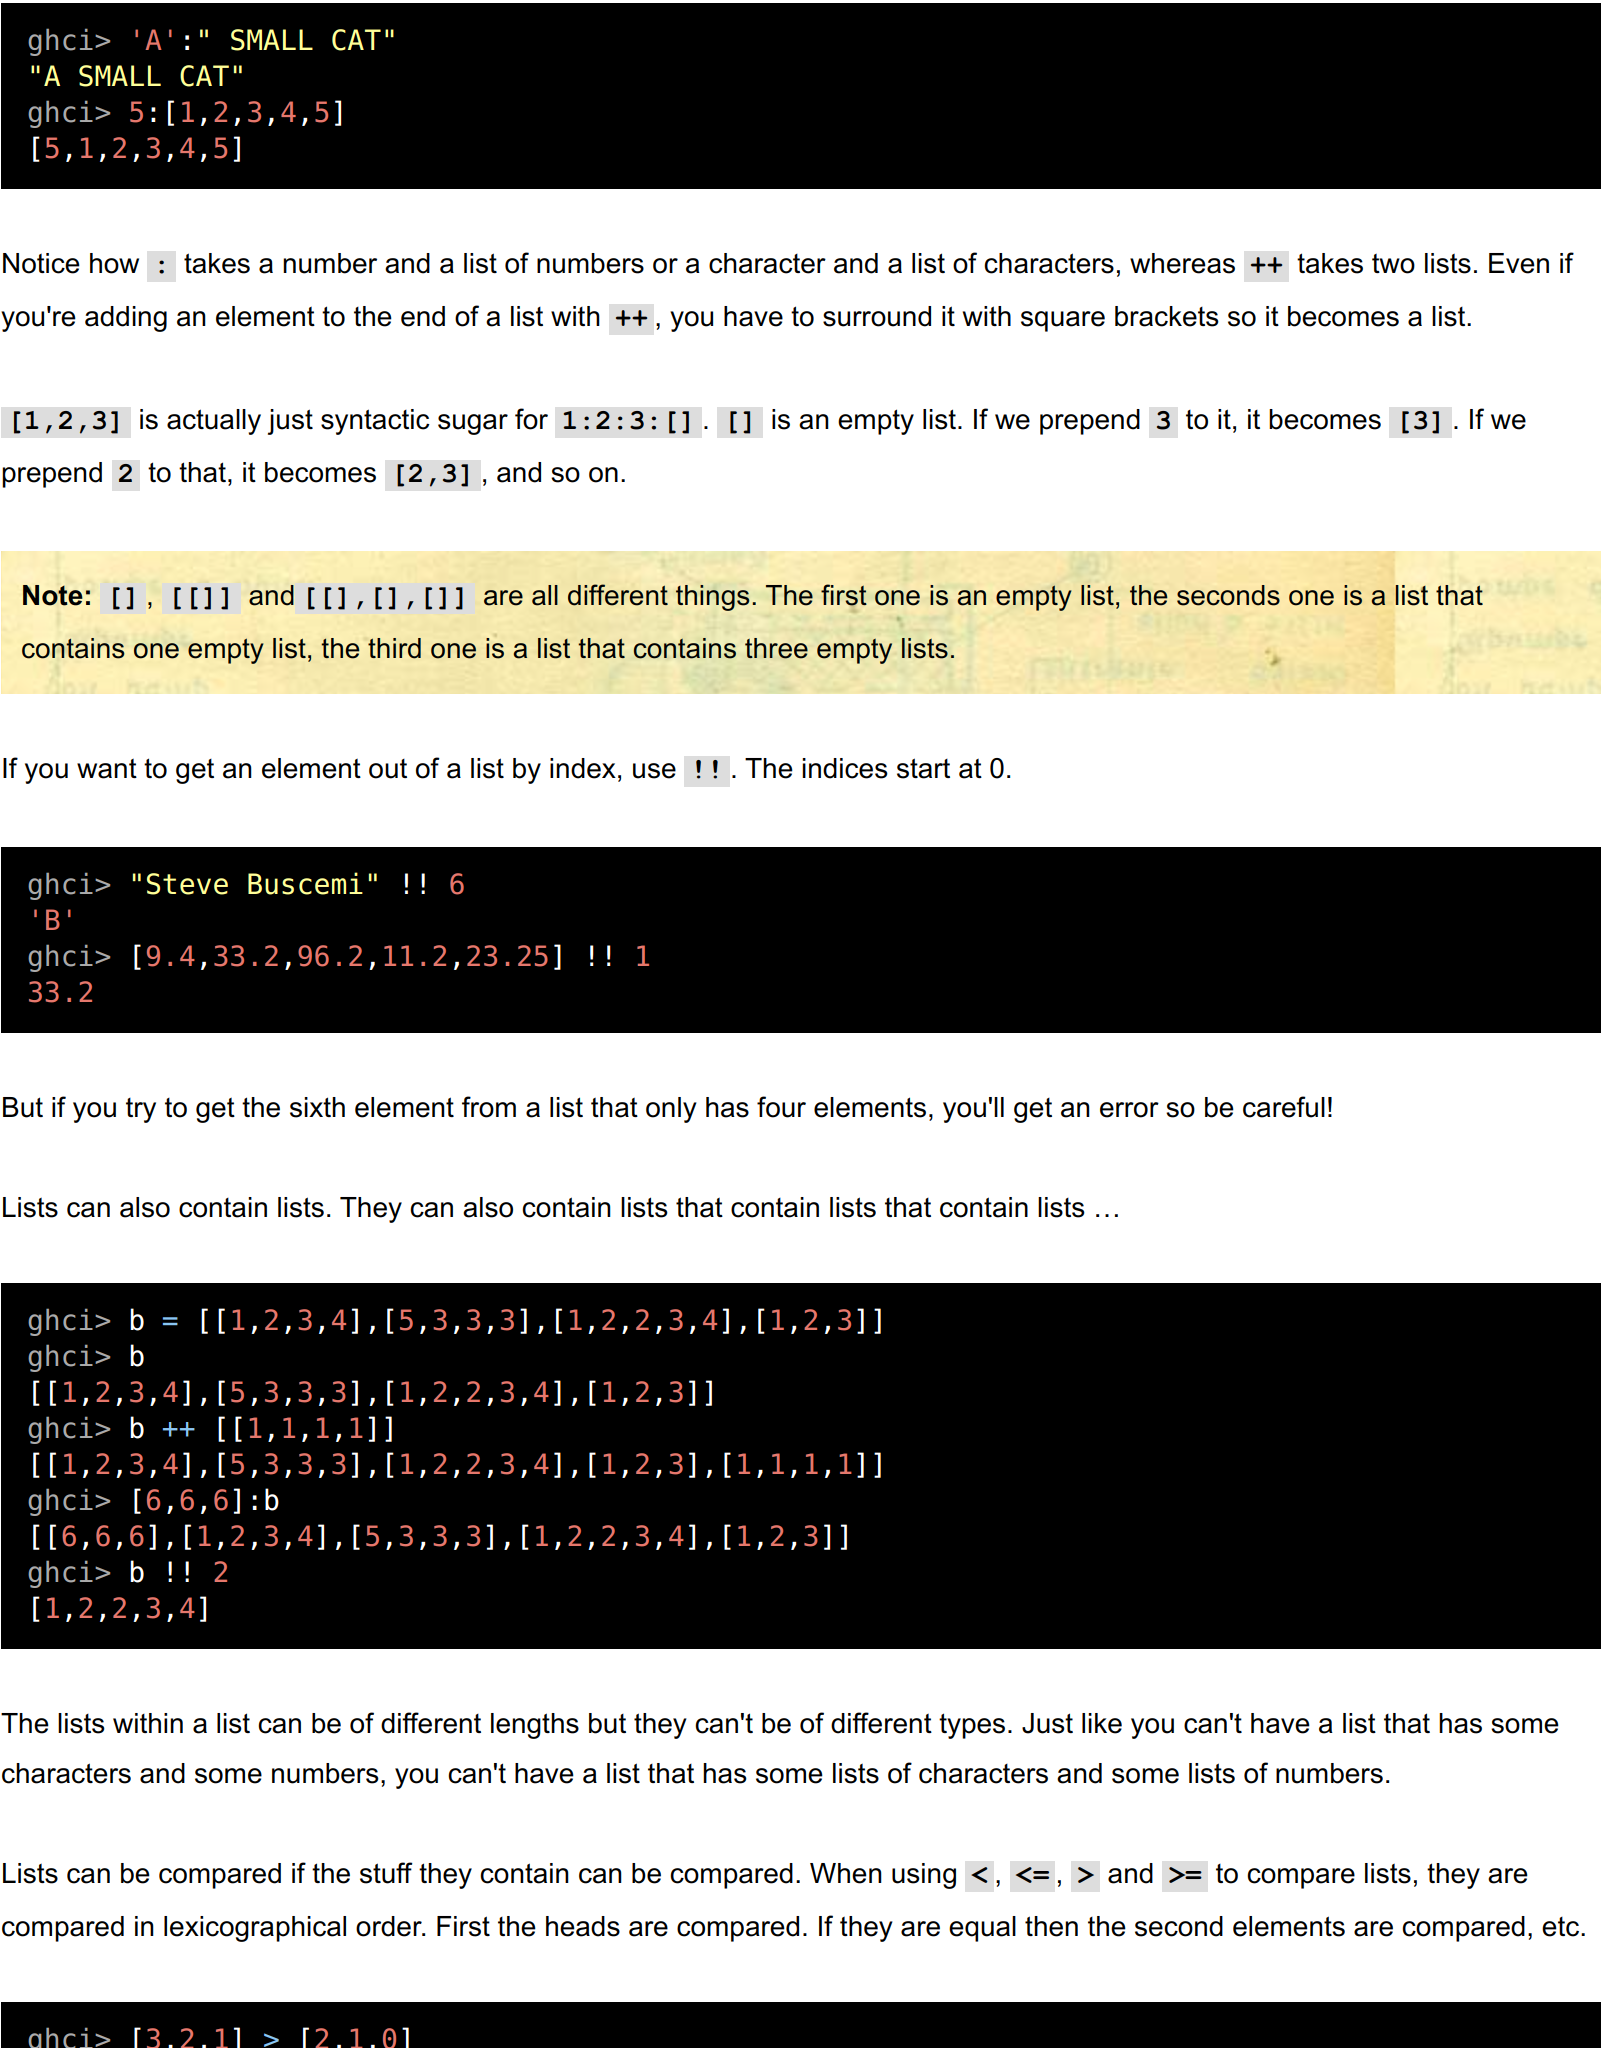 ghci> 'A':" SMALL CAT"
"A SMALL CAT"
ghci> 5:[1,2,3,4,5]
[5,1,2,3,4,5]
Notice how : takes a number and a list of numbers or a character and a list of characters, whereas ++ takes two lists. Even if
you're adding an element to the end of a list with ++, you have to surround it with square brackets so it becomes a list.
[1,2,3] is actually just syntactic sugar for 1:2:3:[]. [] is an empty list. If we prepend 3 to it, it becomes [3]. If we
prepend 2 to that, it becomes [2,3], and so on.
Note: [], [[]] and [[],[],[]] are all different things. The first one is an empty list, the seconds one is a list that
contains one empty list, the third one is a list that contains three empty lists.
If you want to get an element out of a list by index, use !!. The indices start at 0.
ghci> "Steve Buscemi" !! 6
'B'
ghci> [9.4,33.2,96.2,11.2,23.25] !! 1
33.2
But if you try to get the sixth element from a list that only has four elements, you'll get an error so be careful!
Lists can also contain lists. They can also contain lists that contain lists that contain lists …
ghci> b = [[1,2,3,4],[5,3,3,3],[1,2,2,3,4],[1,2,3]]
ghci> b
[[1,2,3,4],[5,3,3,3],[1,2,2,3,4],[1,2,3]]
ghci> b ++ [[1,1,1,1]]
[[1,2,3,4],[5,3,3,3],[1,2,2,3,4],[1,2,3],[1,1,1,1]]
ghci> [6,6,6]:b
[[6,6,6],[1,2,3,4],[5,3,3,3],[1,2,2,3,4],[1,2,3]]
ghci> b !! 2
[1,2,2,3,4]
The lists within a list can be of different lengths but they can't be of different types. Just like you can't have a list that has some
characters and some numbers, you can't have a list that has some lists of characters and some lists of numbers.
Lists can be compared if the stuff they contain can be compared. When using <, <=, > and >= to compare lists, they are
compared in lexicographical order. First the heads are compared. If they are equal then the second elements are compared, etc.
ghci> [3,2,1] > [2,1,0]